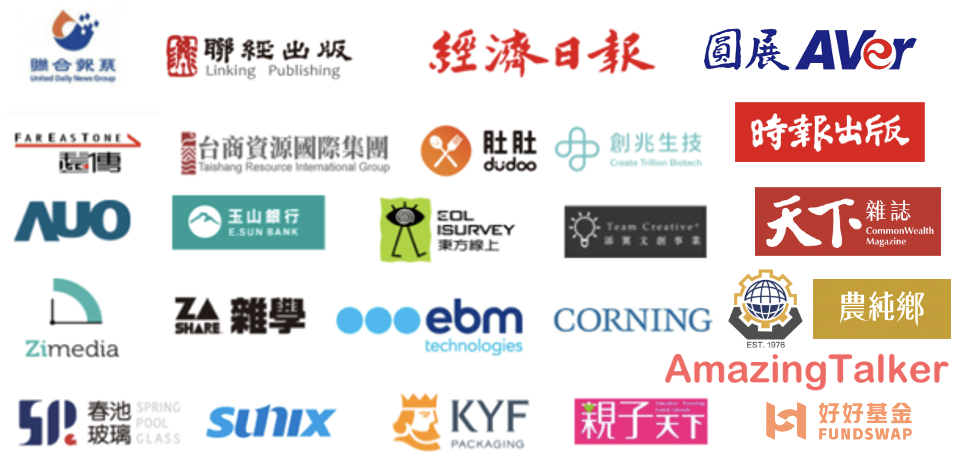 聯合報系
United Daily News Group
聯經出版
Linking Publishing
經濟日報
圓展 AVer
FAREASTONE
遠傳
台商資源國際集團
Taishang Resource International Group
肚肚
dudoo
創兆生技
Create Trillion Biotech
時報出版
AUO
玉山銀行
E.SUN BANK
EOL
ISURVEY
東方線上
Team Creative®
添翼文創事業
天下雜誌
CommonWealth
Magazine
Zimedia
ZA
SHARE
雜學
ebm
technologies
CORNING
EST. 1976
農純鄉
AmazingTalker
SP
春池
玻璃
SPRING
POOL
GLASS
SUNIX
KYF
PACKAGING
親子天下
好好基金
FUNDSWAP